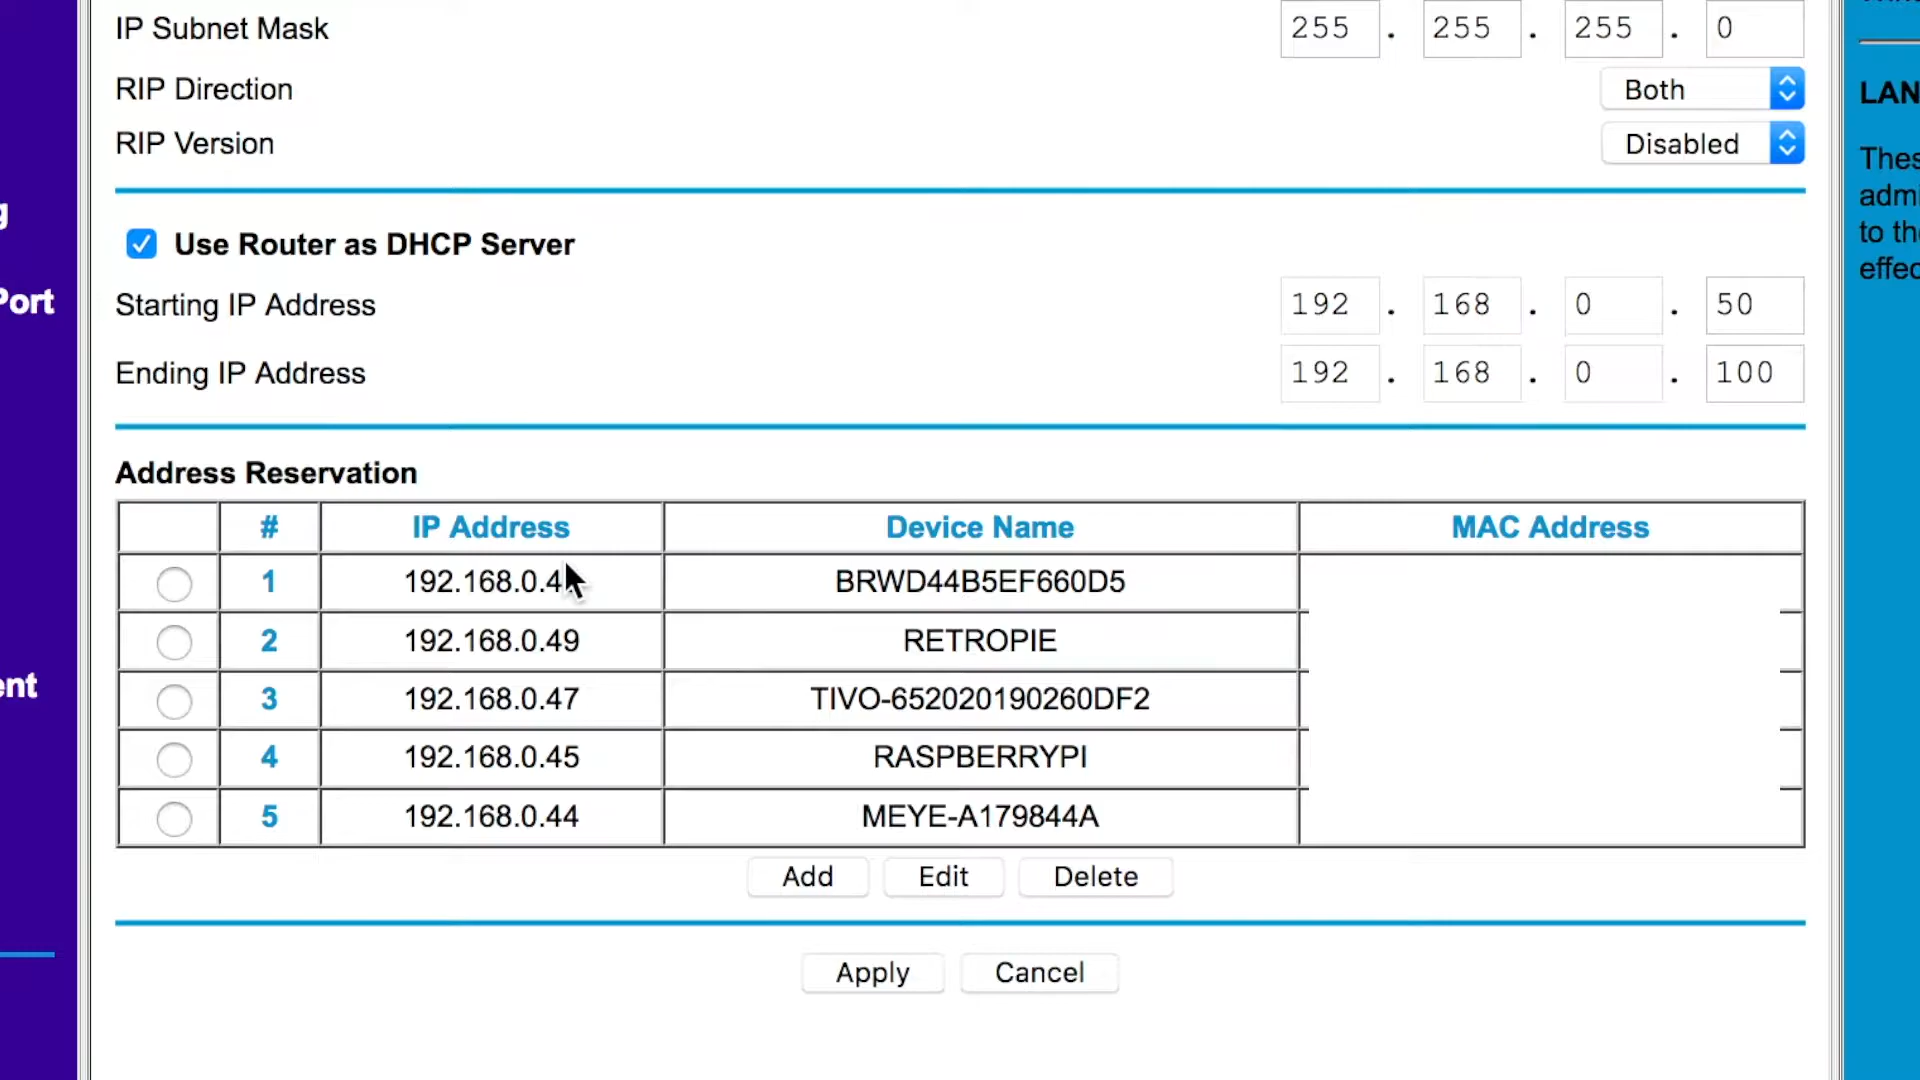 IP Subnet Mask 255 . 255 . 255 . 0
RIP Direction Both
RIP Version Disabled
Use Router as DHCP Server
Starting IP Address 192 . 168 . 0 . 50
Ending IP Address 192 . 168 . 0 . 100
Address Reservation
# IP Address Device Name MAC Address
1 BRWD44B5EF660D5
2 192.168.0.49 RETROPIE
3 192.168.0.47 TIVO-652020190260DF2
4 192.168.0.45 RASPBERRYPI
5 192.168.0.44 MEYE-A179844A
Add Edit Delete
Apply Cancel
Port
LAN
to